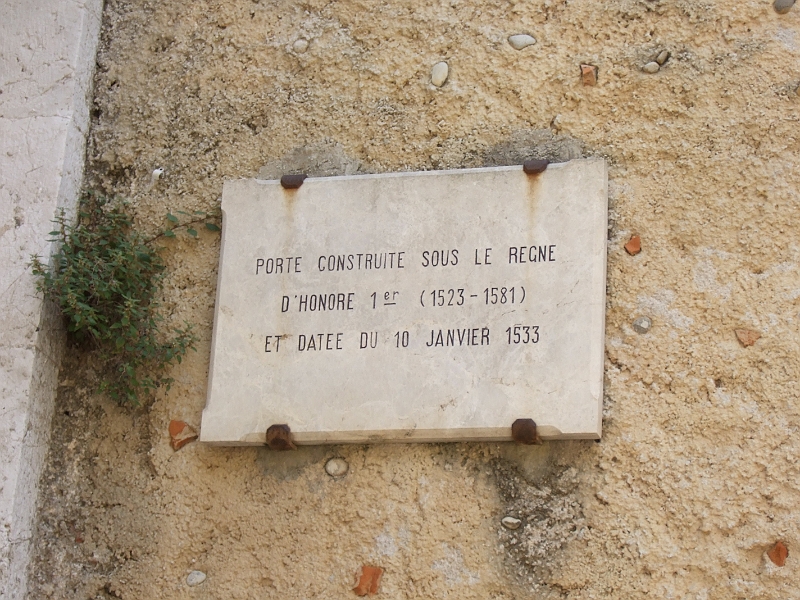 PORTE CONSTRUITE SOUS LE REGNE
D'HONORE 1er (1523-1581)
ET DATEE DU 10 JANVIER 1533